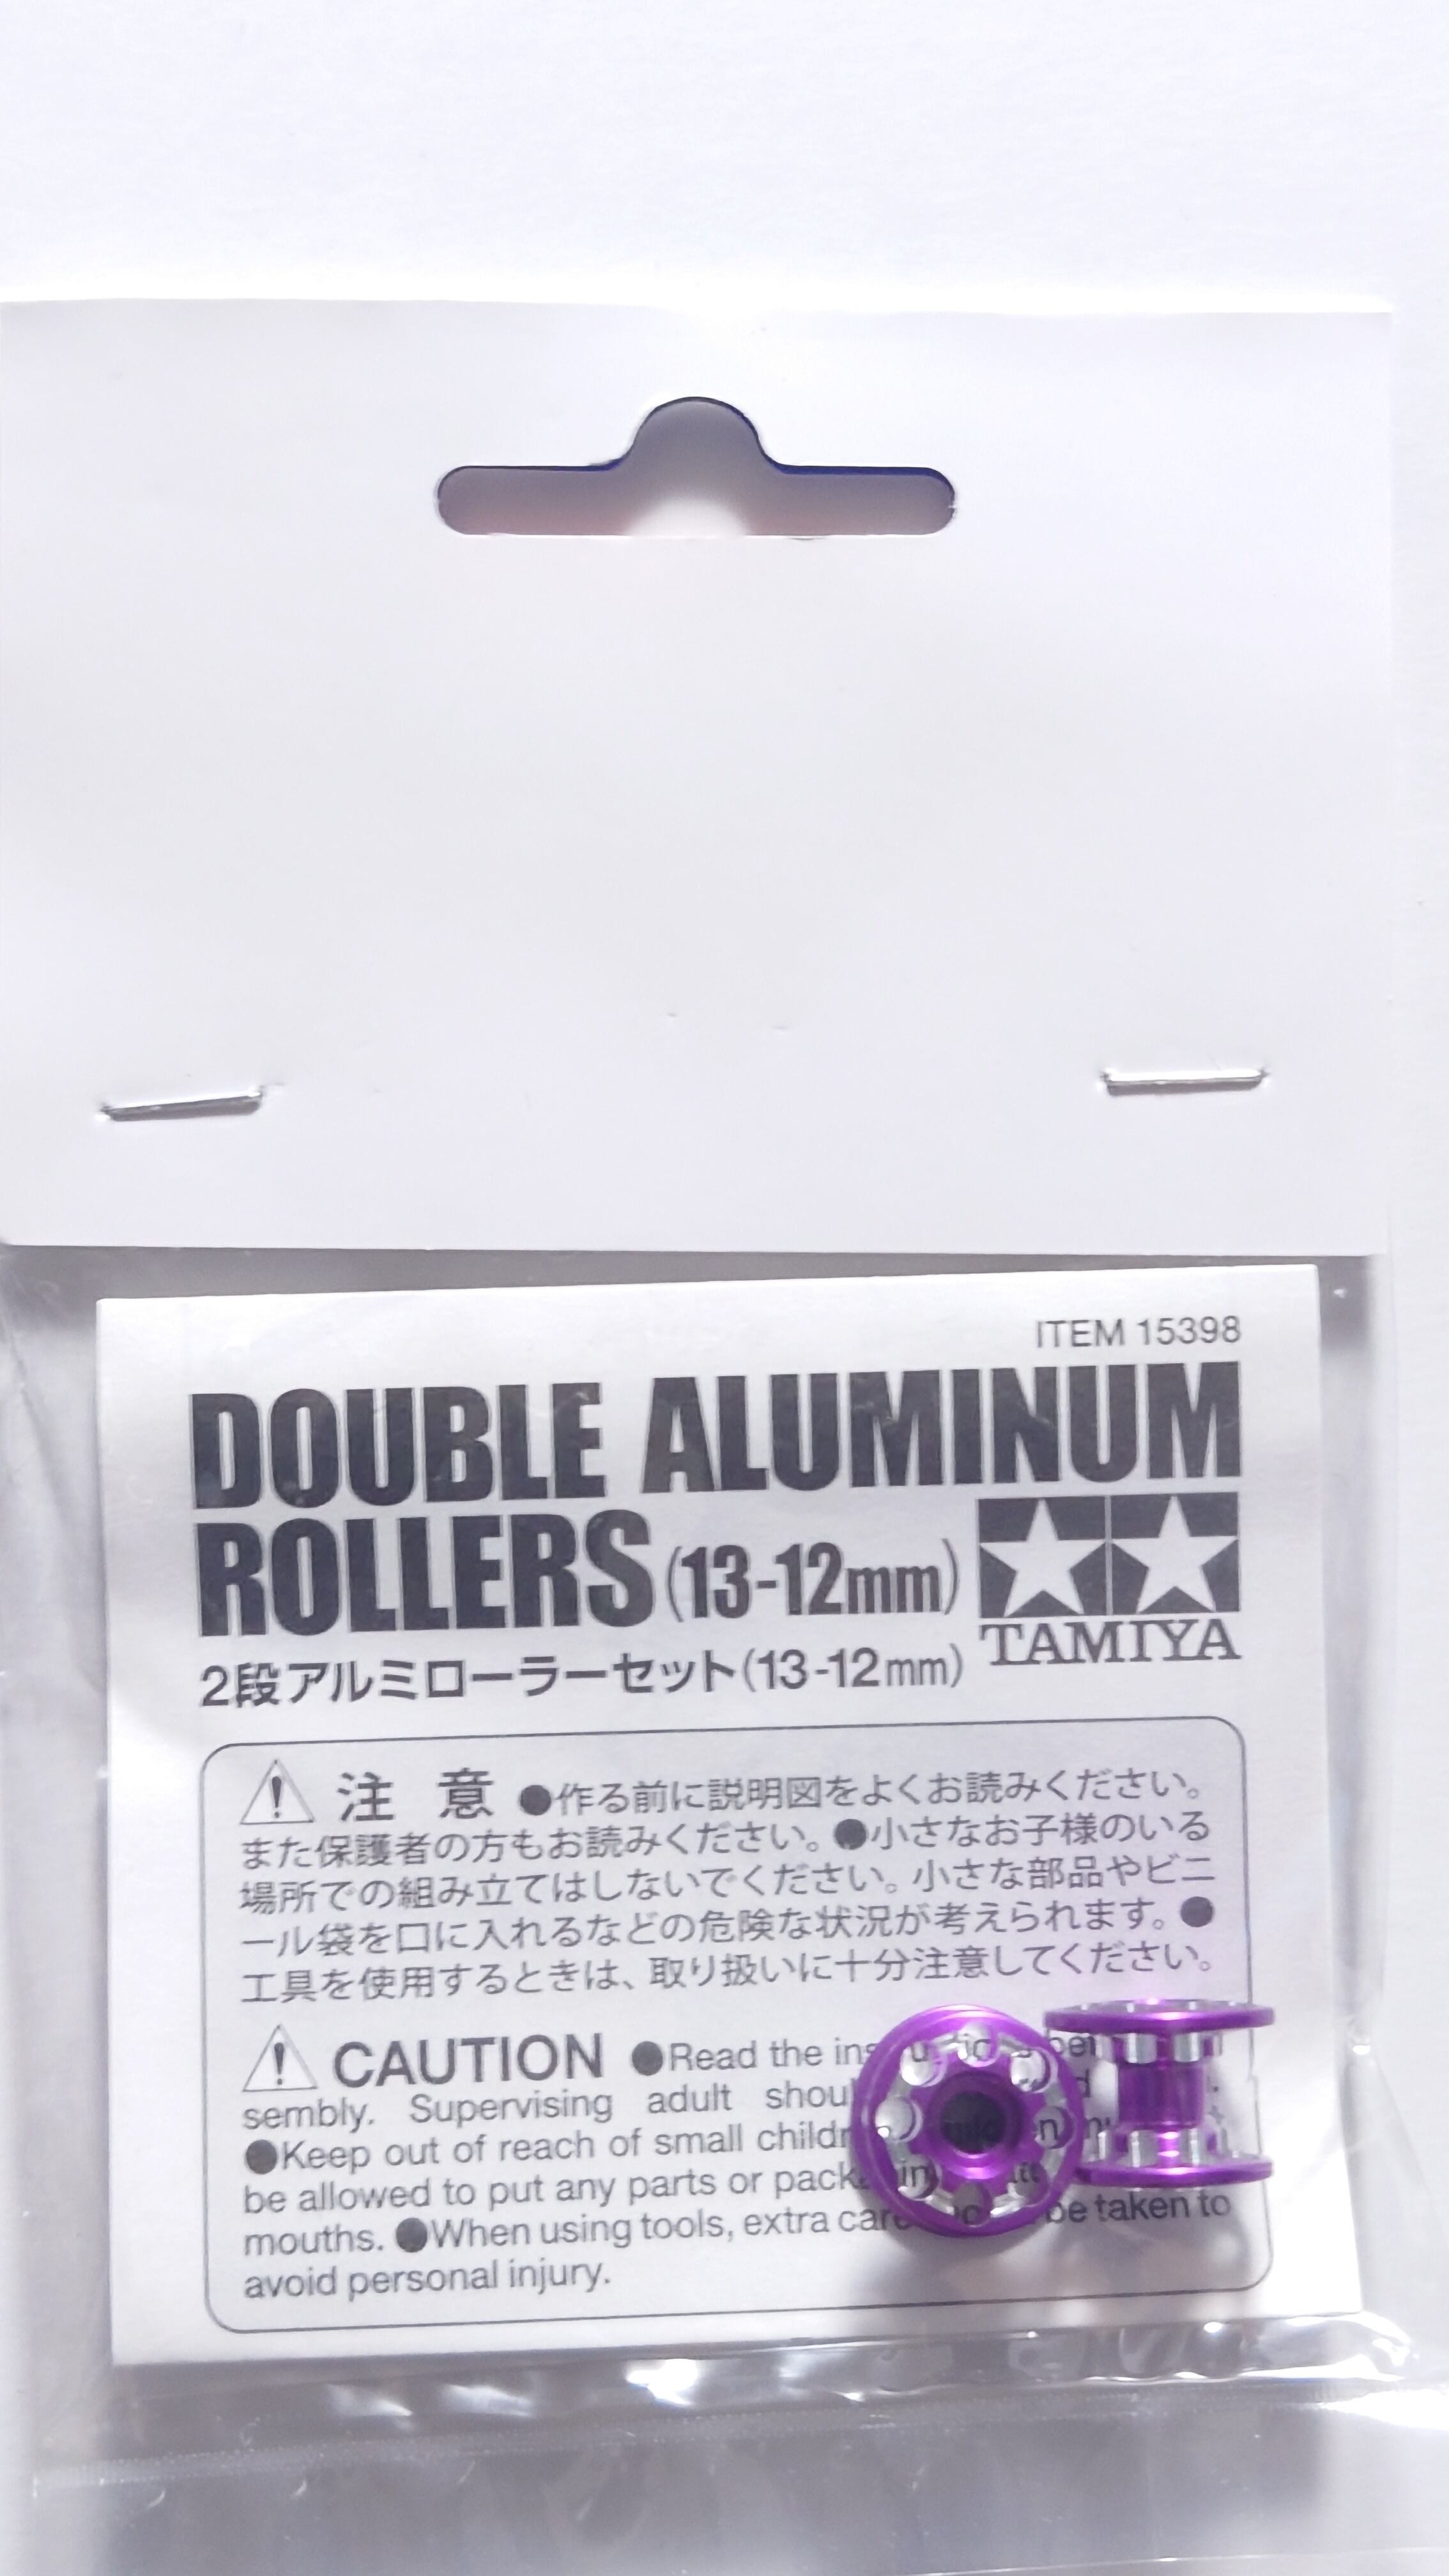 ITEM 15398
DOUBLE ALUMINUM
ROLLERS (13-12mm)
TAMIYA
2段アルミローラーセット(13-12mm)
注 意 ●作る前に説明図をよくお読みください。
また保護者の方もお読みください。●小さなお子様のいる
場所での組み立てはしないでください。小さな部品やビニ
ール袋を口に入れるなどの危険な状況が考えられます。●
工具を使用するときは、取り扱いに十分注意してください。
CAUTION ●Read the
sembly. Supervising adult
●Keep out of reach of small
be allowed to put any parts or
mouths. ●When using tools, extra be taken to
avoid personal injury.